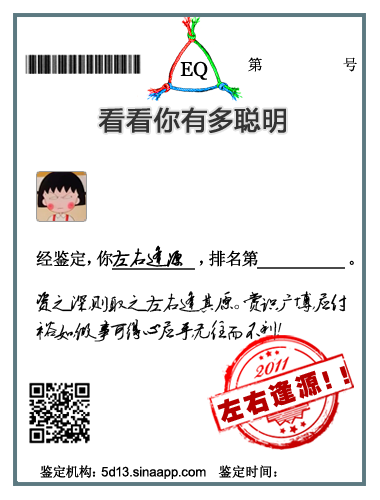 EQ
第 号
看看你有多聪明
经鉴定,你左右逢源,排名第 。
资之深则取之左右逢其原。赏识广博,应付
裕如做事可得心应手无往而不利!
2011
左右逢源!!
鉴定机构:5d13.sinaapp.com 鉴定时间: